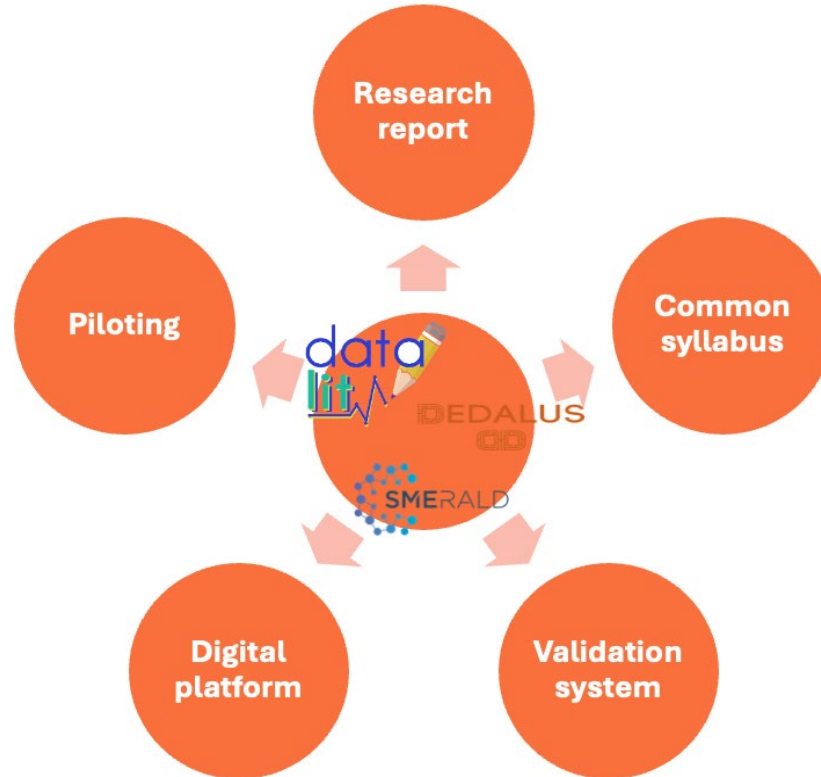 Research
report
Piloting
Common
syllabus
data
lit
DEDALUS
SMERALD
Digital
platform
Validation
system